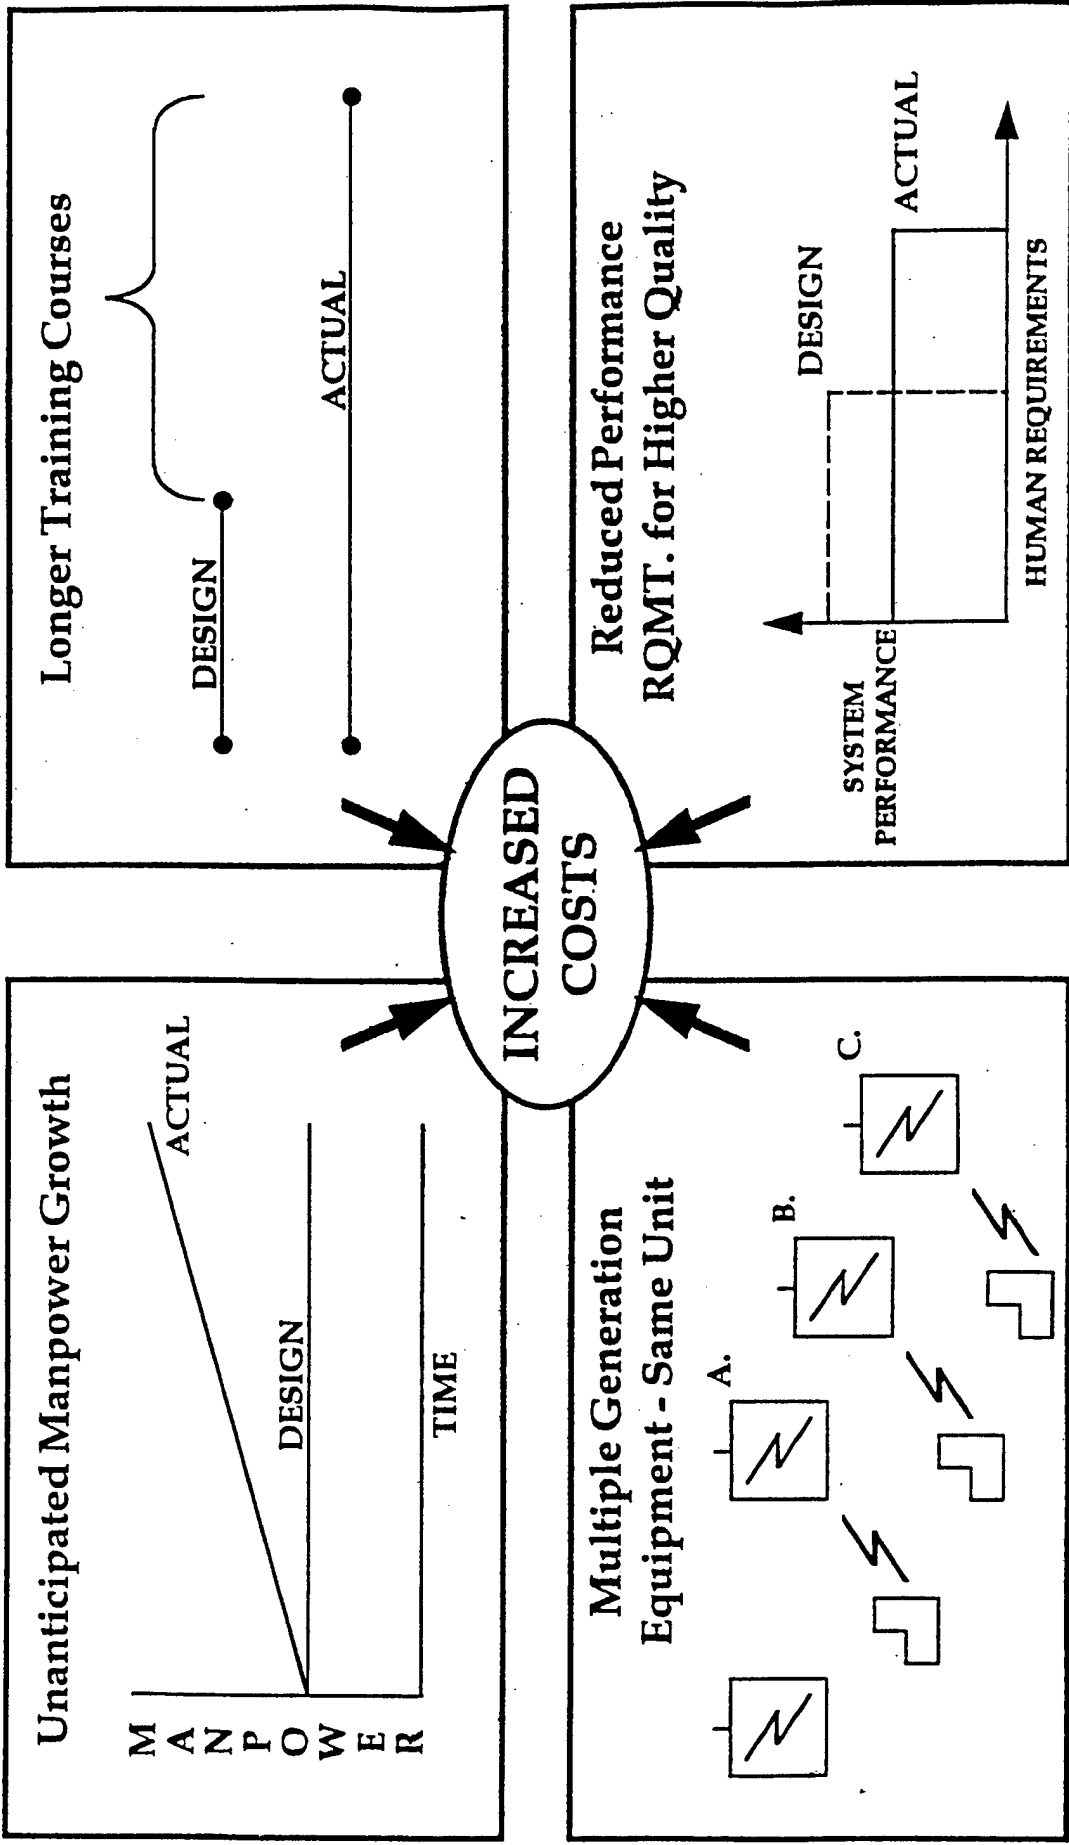 Unanticipated Manpower Growth
MANPOWER
ACTUAL
DESIGN
TIME
Longer Training Courses
DESIGN
ACTUAL
INCREASED
COSTS
Multiple Generation
Equipment - Same Unit
A.
B.
C.
Reduced Performance
RQMT. for Higher Quality
SYSTEM
PERFORMANCE
DESIGN
ACTUAL
HUMAN REQUIREMENTS